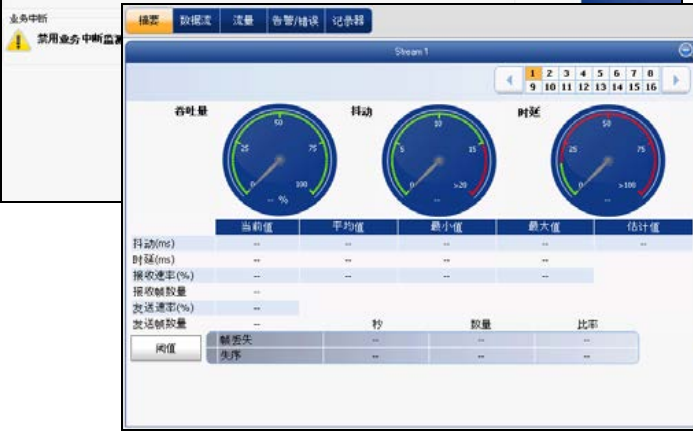 业务中断
禁用业务中断监
摘要 数据流 流量 告警/错误 记录器
Stream 1
1 2 3 4 5 6 7 8
9 10 11 12 13 14 15 16
吞吐量 抖动 时延
50 10 50
25 75 5 15 25 75
0 100 0 >20 0 >100
-- % -- --
当前值 平均值 最小值 最大值 估计值
抖动(ms) -- -- -- -- --
时延(ms) -- -- -- --
接收速率(%) -- -- -- --
接收帧数量 --
发送速率(%) --
发送帧数量 -- 秒 数量 比率
阈值
帧丢失 -- -- --
失序 -- -- --